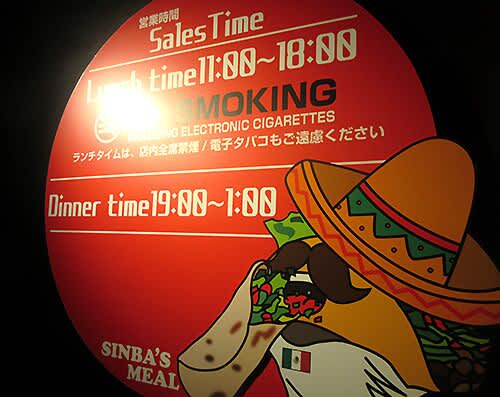 営業時間
Sales Time
Lunch time 11:00~18:00
SMOKING
ELECTRONIC CIGARETTES
ランチタイムは、店内全席禁煙 / 電子タバコもご遠慮ください
Dinner time 19:00~1:00
SINBA'S
MEAL